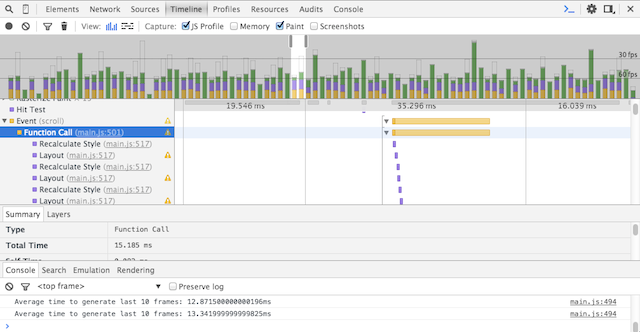 Elements Network Sources Timeline Profiles Resources Audits Console
View: Capture: JS Profile Memory Paint Screenshots
30 fps
60 fps
19.546 ms 35.296 ms 16.039 ms
Hit Test
Event (scroll)
Function Call (main.js:501)
Recalculate Style (main.js:517)
Layout (main.js:517)
Recalculate Style (main.js:517)
Layout (main.js:517)
Recalculate Style (main.js:517)
Layout (main.js:517)
Summary Layers
Type Function Call
Total Time 15.185 ms
Console Search Emulation Rendering
<top frame> Preserve log
Average time to generate last 10 frames: 12.871500000000196ms main.js:494
Average time to generate last 10 frames: 13.341999999999825ms main.js:494